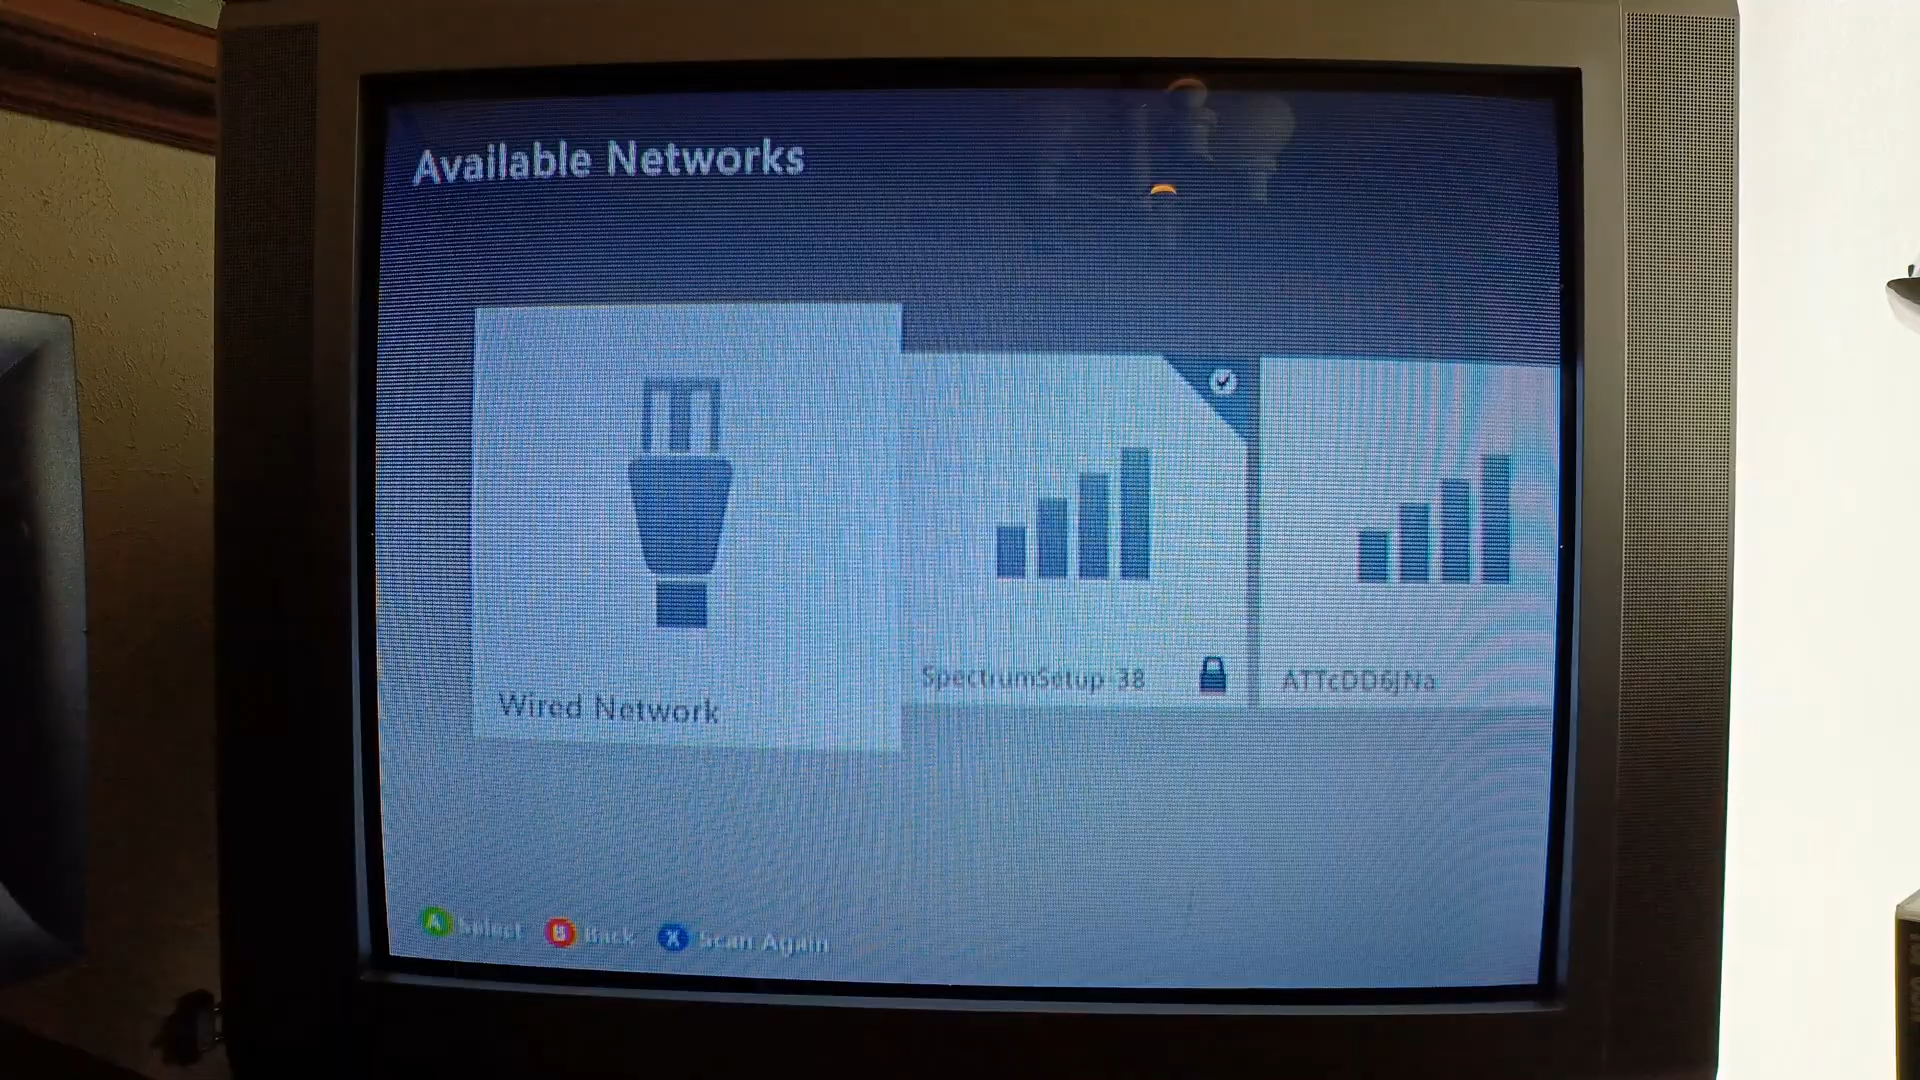 Available Networks
Wired Network
SpectrumSetup-38
ATTcDD6JNa
A Select B Back X Scan Again